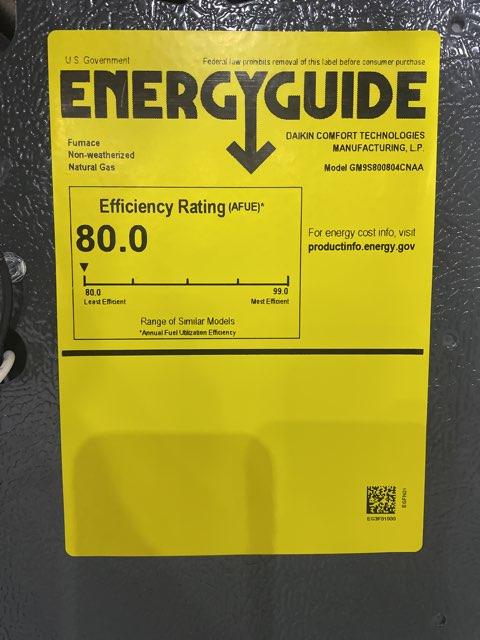 U.S. Government Federal law prohibits removal of this label before consumer purchase
ENERGYGUIDE
Furnace
Non-weatherized
Natural Gas
DAIKIN COMFORT TECHNOLOGIES
MANUFACTURING, L.P.
Model GM9S800804CNAA
Efficiency Rating (AFUE)*
80.0
80.0 99.0
Least Efficient Most Efficient
Range of Similar Models
*Annual Fuel Utilization Efficiency
For energy cost info, visit
productinfo.energy.gov